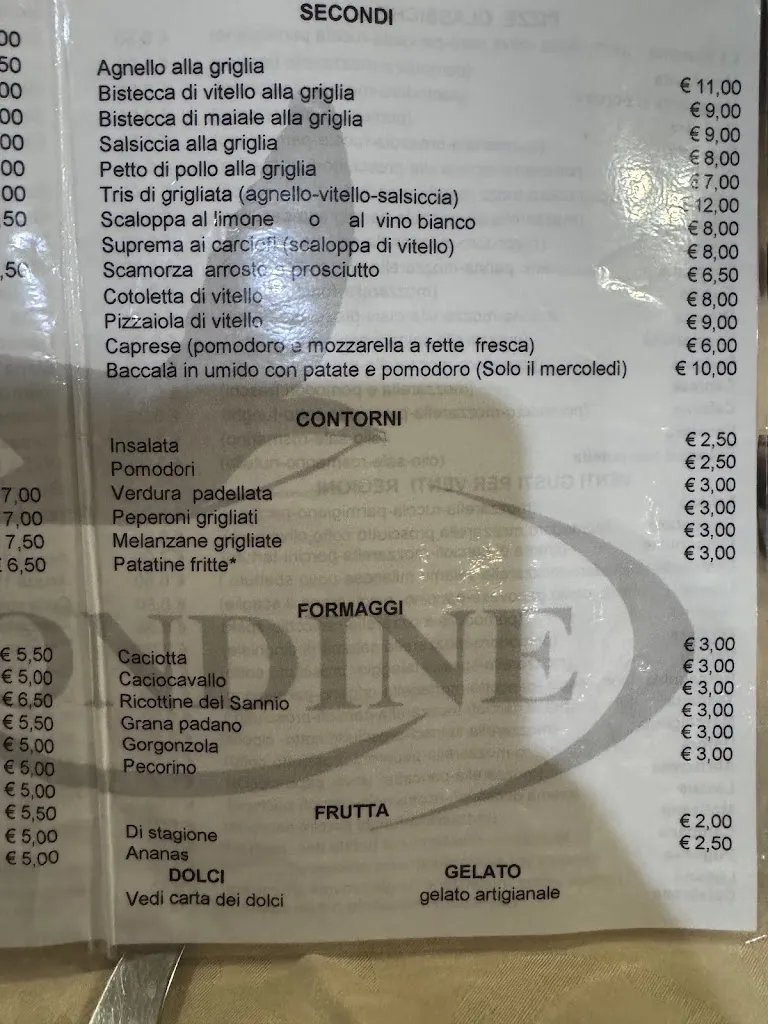 SECONDI
Agnello alla griglia € 11,00
Bistecca di vitello alla griglia € 9,00
Bistecca di maiale alla griglia € 9,00
Salsiccia alla griglia € 8,00
Petto di pollo alla griglia € 7,00
Tris di grigliata (agnello-vitello-salsiccia) € 12,00
Scaloppa al limone o al vino bianco € 8,00
Suprema ai carciofi (scaloppa di vitello) € 8,00
Scamorza arrosto e prosciutto € 6,50
Cotoletta di vitello € 8,00
Pizzaiola di vitello € 9,00
Caprese (pomodoro e mozzarella a fette fresca) € 6,00
Baccalà in umido con patate e pomodoro (Solo il mercoledì) € 10,00
CONTORNI
Insalata € 2,50
Pomodori € 2,50
Verdura padellata € 3,00
Peperoni grigliati € 3,00
Melanzane grigliate € 3,00
Patatine fritte* € 3,00
FORMAGGI
Caciotta € 3,00
Caciocavallo € 3,00
Ricottine del Sannio € 3,00
Grana padano € 3,00
Gorgonzola € 3,00
Pecorino € 3,00
FRUTTA
Di stagione € 2,00
Ananas € 2,50
DOLCI GELATO
Vedi carta dei dolci gelato artigianale
7,00
7,00
7,50
€ 6,50
€ 5,50
€ 5,00
€ 6,50
€ 5,50
€ 5,00
€ 5,00
€ 5,00
€ 5,50
€ 5,00
€ 5,00
ONDINE